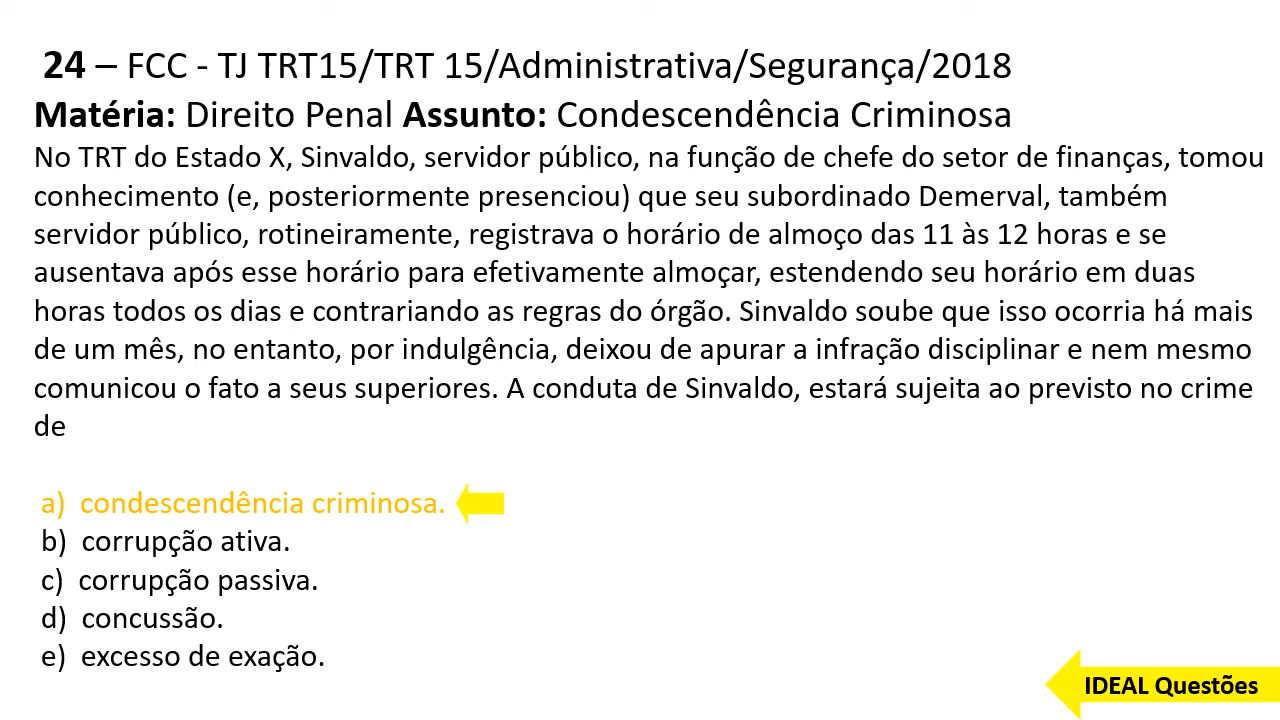 24 – FCC - TJ TRT15/TRT 15/Administrativa/Segurança/2018
Matéria: Direito Penal Assunto: Condescendência Criminosa
No TRT do Estado X, Sinvaldo, servidor público, na função de chefe do setor de finanças, tomou
conhecimento (e, posteriormente presenciou) que seu subordinado Demerval, também
servidor público, rotineiramente, registrava o horário de almoço das 11 às 12 horas e se
ausentava após esse horário para efetivamente almoçar, estendendo seu horário em duas
horas todos os dias e contrariando as regras do órgão. Sinvaldo soube que isso ocorria há mais
de um mês, no entanto, por indulgência, deixou de apurar a infração disciplinar e nem mesmo
comunicou o fato a seus superiores. A conduta de Sinvaldo, estará sujeita ao previsto no crime
de
a) condescendência criminosa.
b) corrupção ativa.
c) corrupção passiva.
d) concussão.
e) excesso de exação.
IDEAL Questões